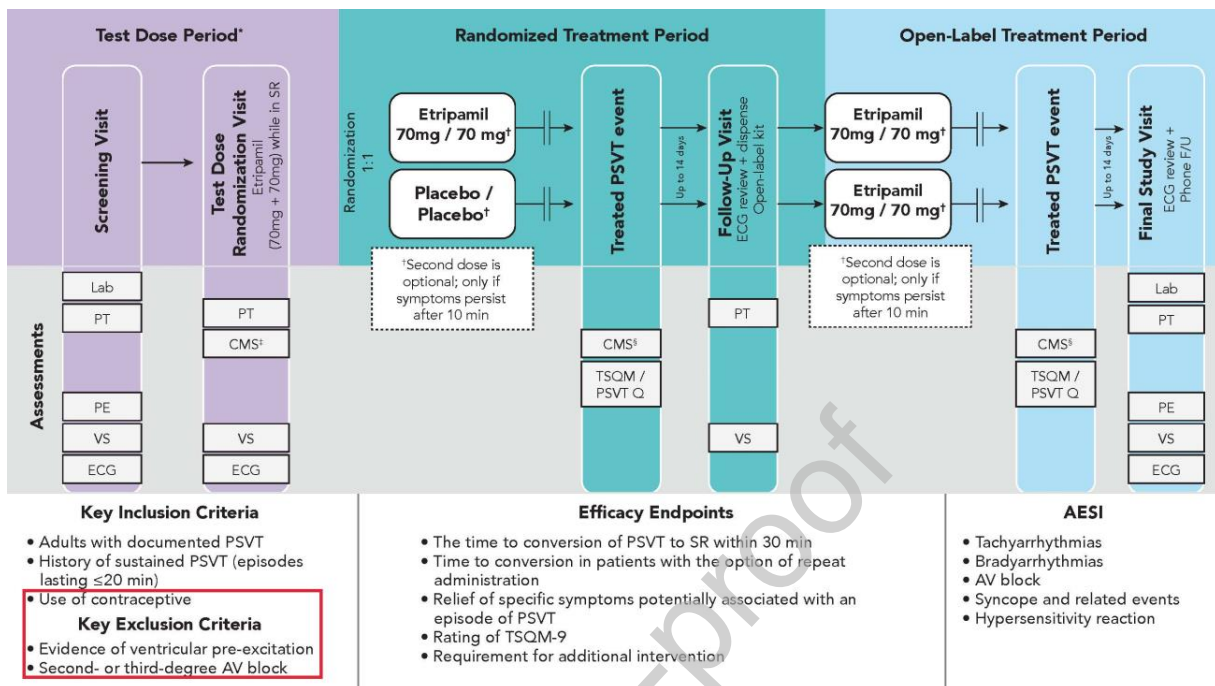 Test Dose Period*
Randomized Treatment Period
Open-Label Treatment Period
Screening Visit
Test Dose
Randomization Visit
Etripamil
(70mg + 70mg) while in SR
Randomization
1:1
Etripamil
70mg / 70 mg†
Placebo /
Placebo†
†Second dose is
optional; only if
symptoms persist
after 10 min
Treated PSVT event
Up to 14 days
Follow-Up Visit
ECG review + dispense
Open-label kit
Etripamil
70mg / 70 mg†
Etripamil
70mg / 70 mg†
†Second dose is
optional; only if
symptoms persist
after 10 min
Treated PSVT event
Up to 14 days
Final Study Visit
ECG review +
Phone F/U
Assessments
Lab
PT
PE
VS
ECG
PT
CMS‡
VS
ECG
CMS§
TSQM /
PSVT Q
PT
VS
CMS§
TSQM /
PSVT Q
Lab
PT
PE
VS
ECG
Key Inclusion Criteria
• Adults with documented PSVT
• History of sustained PSVT (episodes
lasting ≤20 min)
• Use of contraceptive
Key Exclusion Criteria
• Evidence of ventricular pre-excitation
• Second- or third-degree AV block
Efficacy Endpoints
• The time to conversion of PSVT to SR within 30 min
• Time to conversion in patients with the option of repeat
administration
• Relief of specific symptoms potentially associated with an
episode of PSVT
• Rating of TSQM-9
• Requirement for additional intervention
AESI
• Tachyarrhythmias
• Bradyarrhythmias
• AV block
• Syncope and related events
• Hypersensitivity reaction
proof